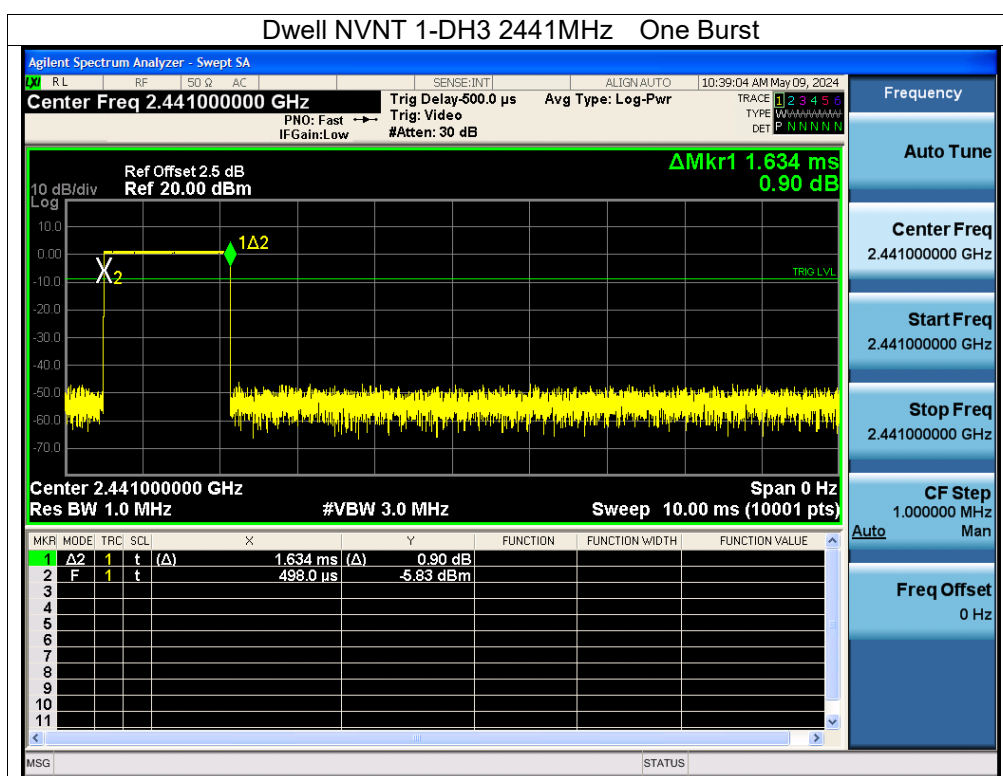 Dwell NVNT 1-DH3 2441MHz One Burst
Agilent Spectrum Analyzer - Swept SA
LXI RL RF 50 Ω AC SENSE:INT ALIGN AUTO 10:39:04 AM May 09, 2024
Center Freq 2.441000000 GHz
PNO: Fast
IFGain:Low
Trig Delay-500.0 µs
Trig: Video
#Atten: 30 dB
Avg Type: Log-Pwr
TRACE 1 2 3 4 5 6
TYPE WWWWWW
DET P N N N N N
ΔMkr1 1.634 ms
0.90 dB
Ref Offset 2.5 dB
10 dB/div Ref 20.00 dBm
Log
10.0
0.00
-10.0
-20.0
-30.0
-40.0
-50.0
-60.0
-70.0
1Δ2
2
TRIG LVL
Center 2.441000000 GHz Span 0 Hz
Res BW 1.0 MHz #VBW 3.0 MHz Sweep 10.00 ms (10001 pts)
MKR MODE TRC SCL X Y FUNCTION FUNCTION WIDTH FUNCTION VALUE
1 Δ2 1 t (Δ) 1.634 ms (Δ) 0.90 dB
2 F 1 t 498.0 µs -5.83 dBm
3
4
5
6
7
8
9
10
11
MSG STATUS
Frequency
Auto Tune
Center Freq
2.441000000 GHz
Start Freq
2.441000000 GHz
Stop Freq
2.441000000 GHz
CF Step
1.000000 MHz
Auto Man
Freq Offset
0 Hz